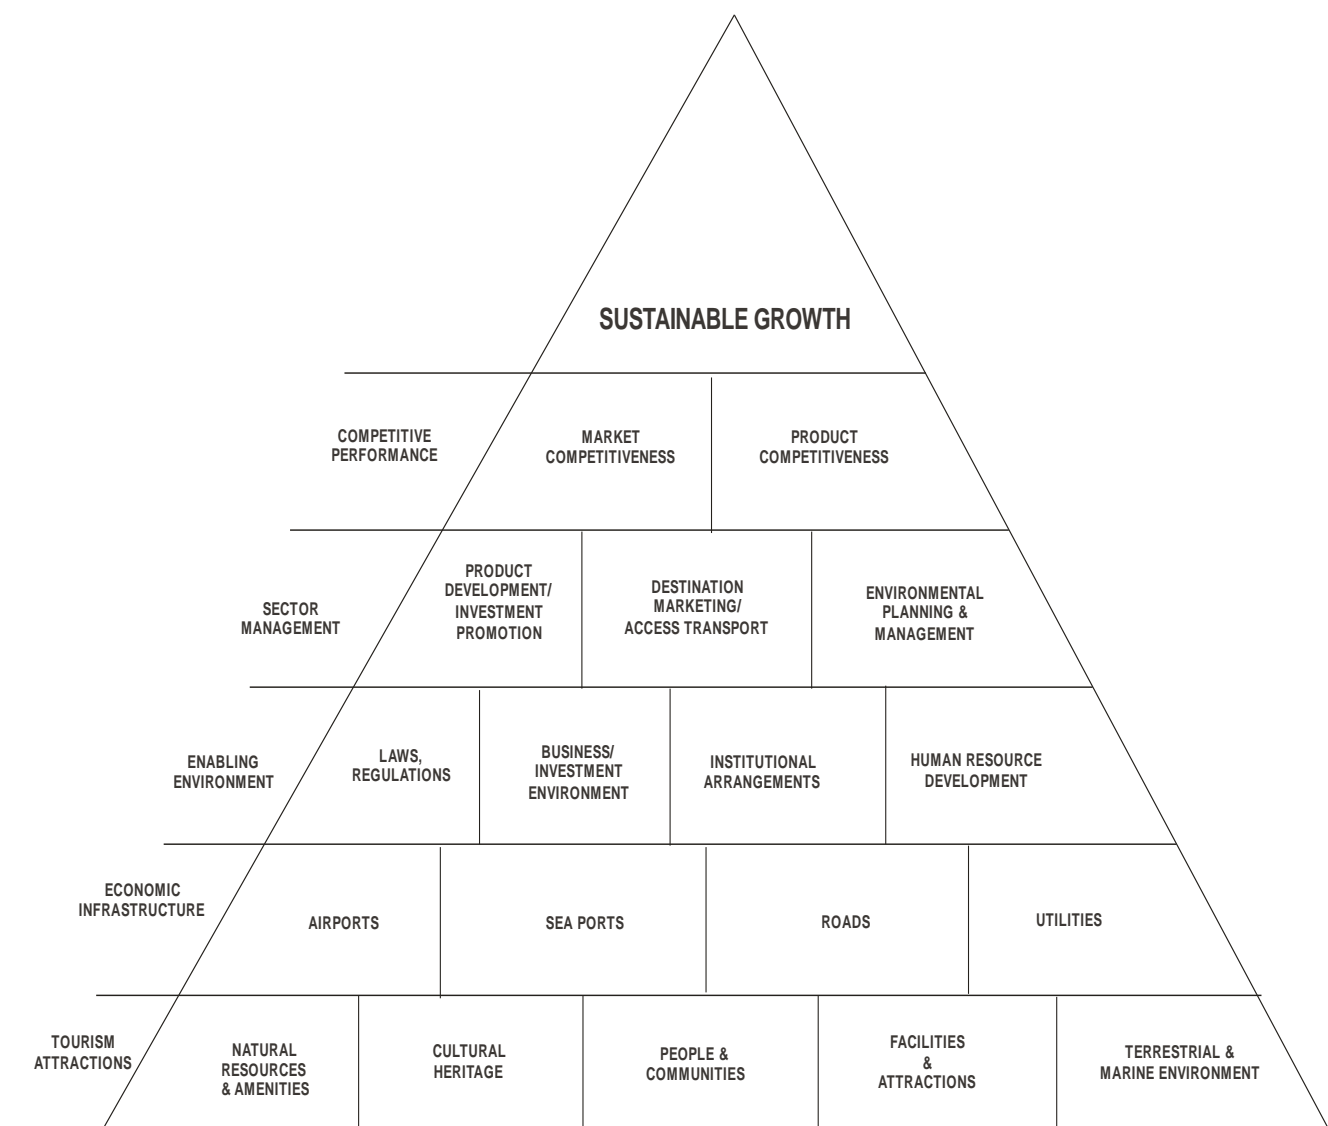 SUSTAINABLE GROWTH
COMPETITIVE
PERFORMANCE
MARKET
COMPETITIVENESS
PRODUCT
COMPETITIVENESS
SECTOR
MANAGEMENT
PRODUCT
DEVELOPMENT/
INVESTMENT
PROMOTION
DESTINATION
MARKETING/
ACCESS TRANSPORT
ENVIRONMENTAL
PLANNING &
MANAGEMENT
ENABLING
ENVIRONMENT
LAWS,
REGULATIONS
BUSINESS/
INVESTMENT
ENVIRONMENT
INSTITUTIONAL
ARRANGEMENTS
HUMAN RESOURCE
DEVELOPMENT
ECONOMIC
INFRASTRUCTURE
AIRPORTS
SEA PORTS
ROADS
UTILITIES
TOURISM
ATTRACTIONS
NATURAL
RESOURCES
& AMENITIES
CULTURAL
HERITAGE
PEOPLE &
COMMUNITIES
FACILITIES
&
ATTRACTIONS
TERRESTRIAL &
MARINE ENVIRONMENT